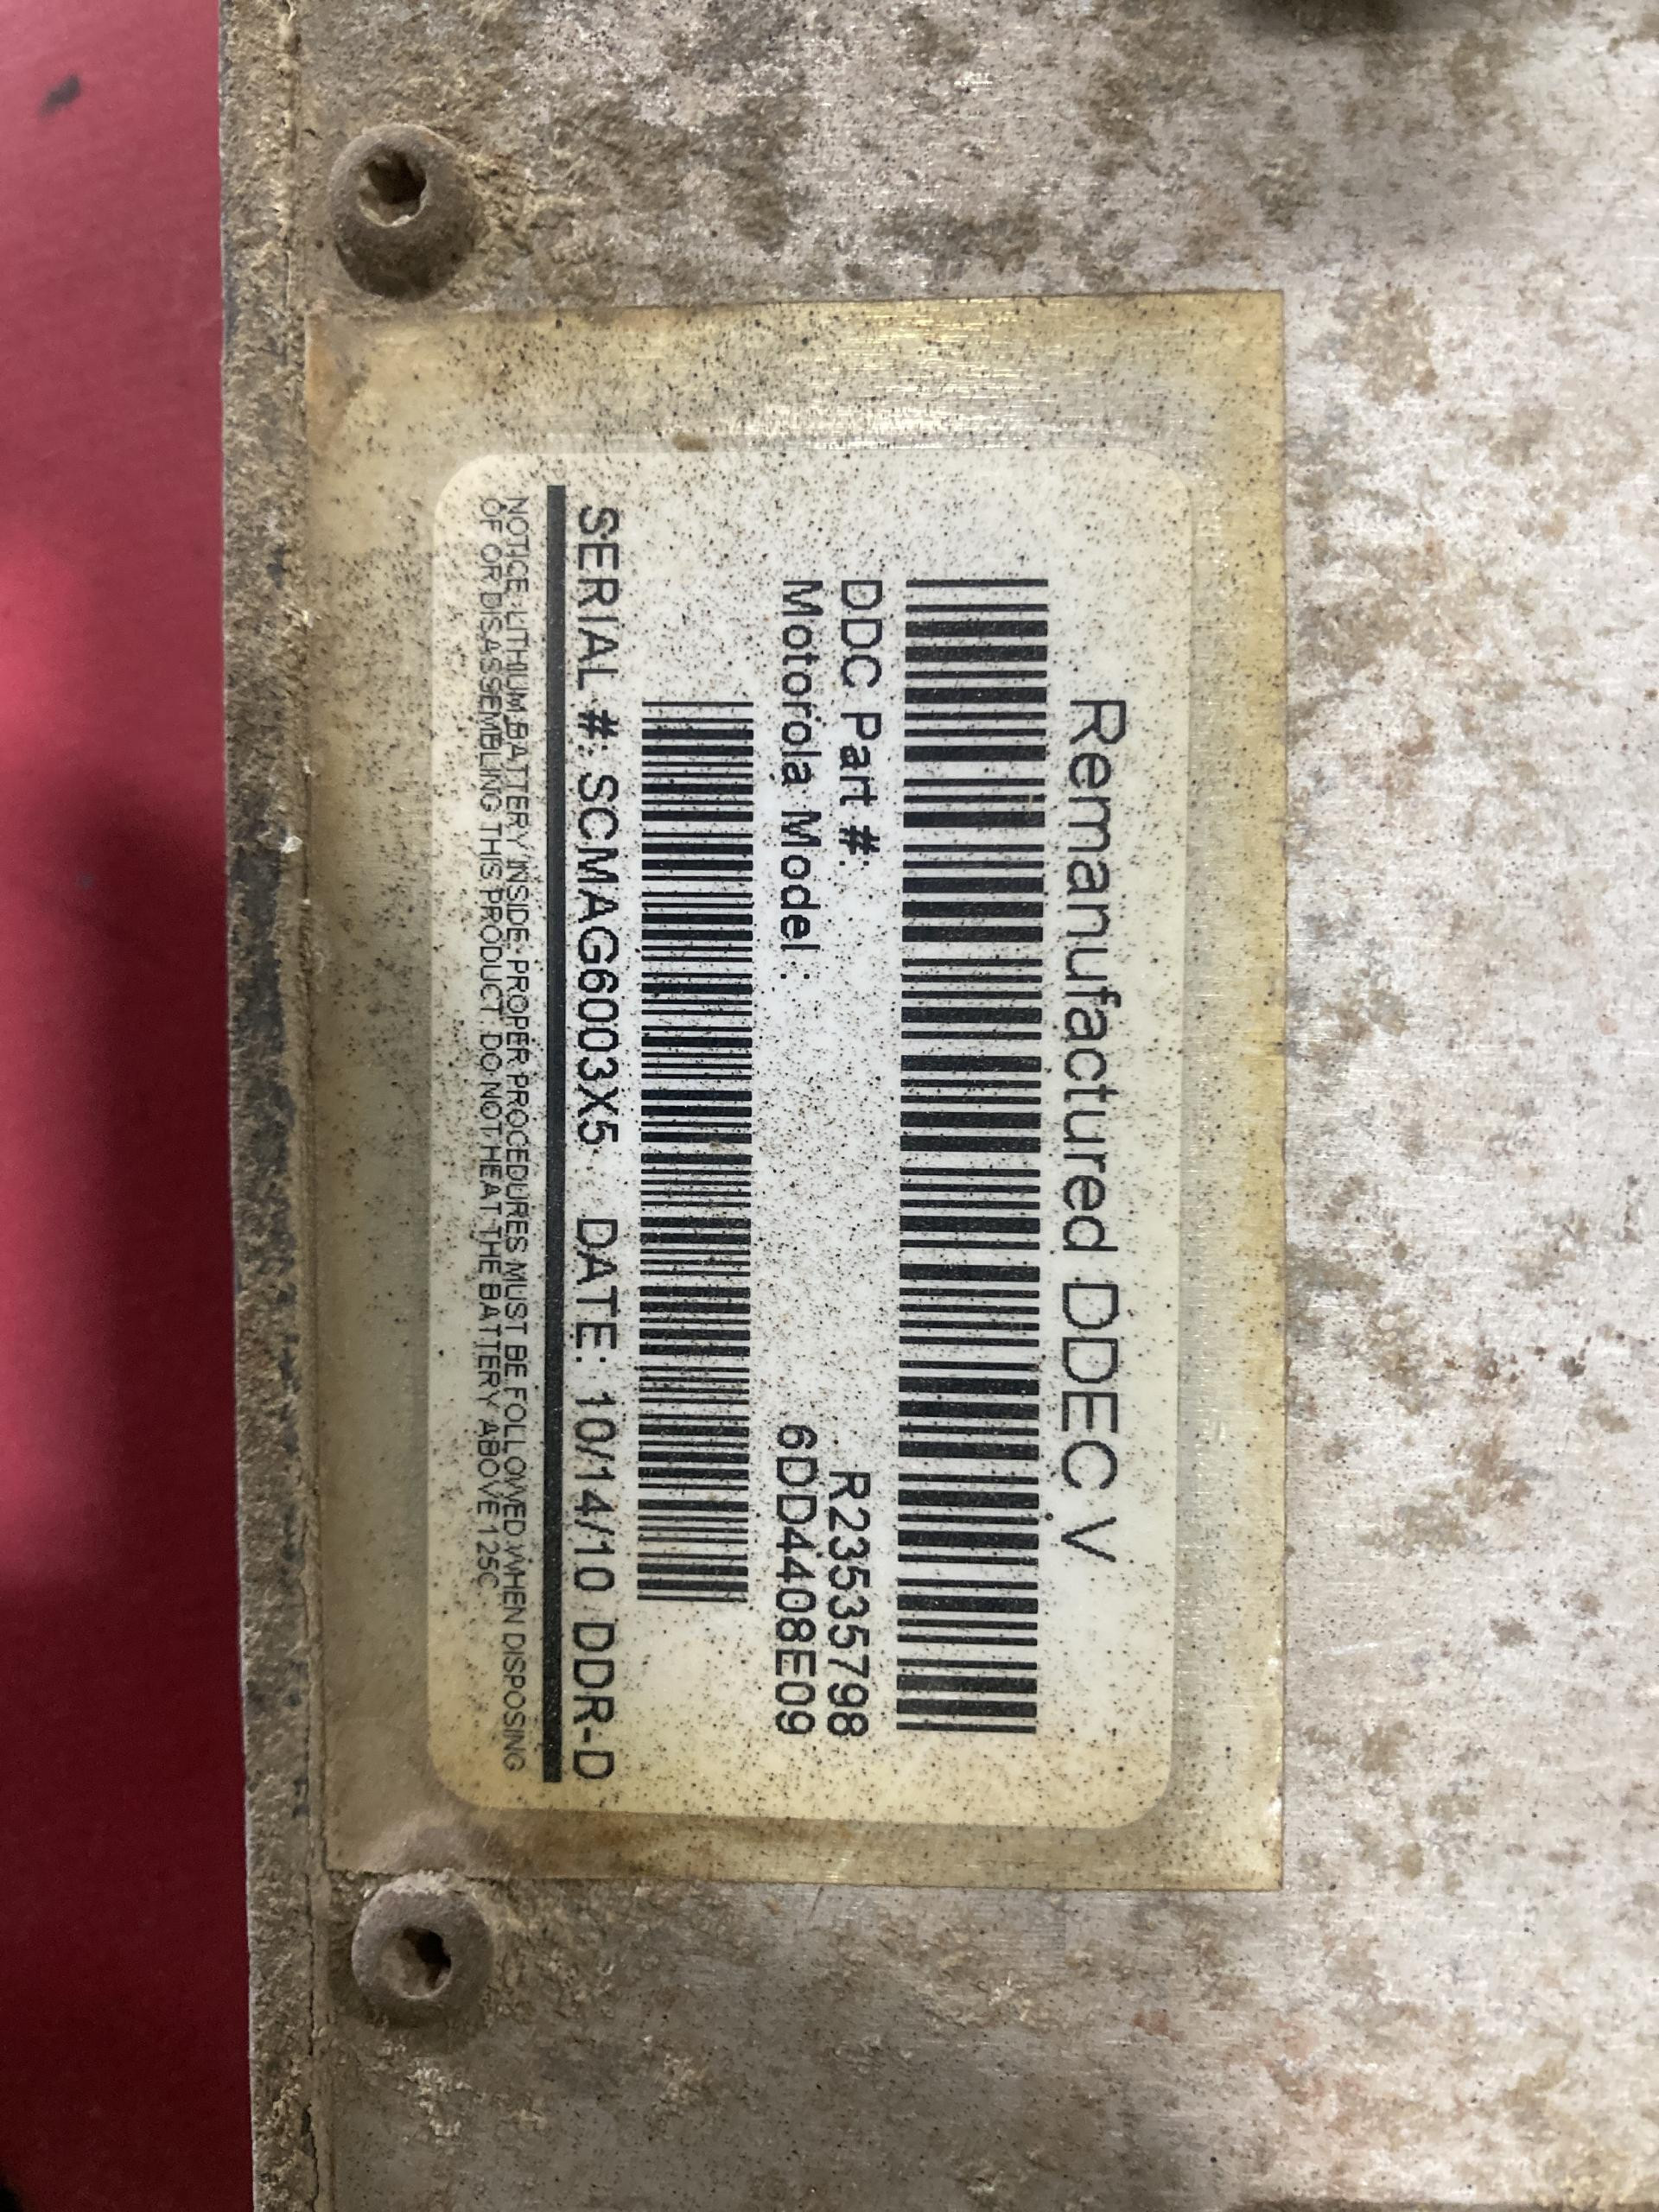 Remanufactured DDEC V
DDC Part #: R23535798
Motorola Model : 6DD4408E09
SERIAL #: SCMAG6003X5 DATE: 10/14/10 DDR-D
NOTICE: LITHIUM BATTERY INSIDE. PROPER PROCEDURES MUST BE FOLLOWED WHEN DISPOSING
OF OR DISASSEMBLING THIS PRODUCT. DO NOT HEAT THE BATTERY ABOVE 125C